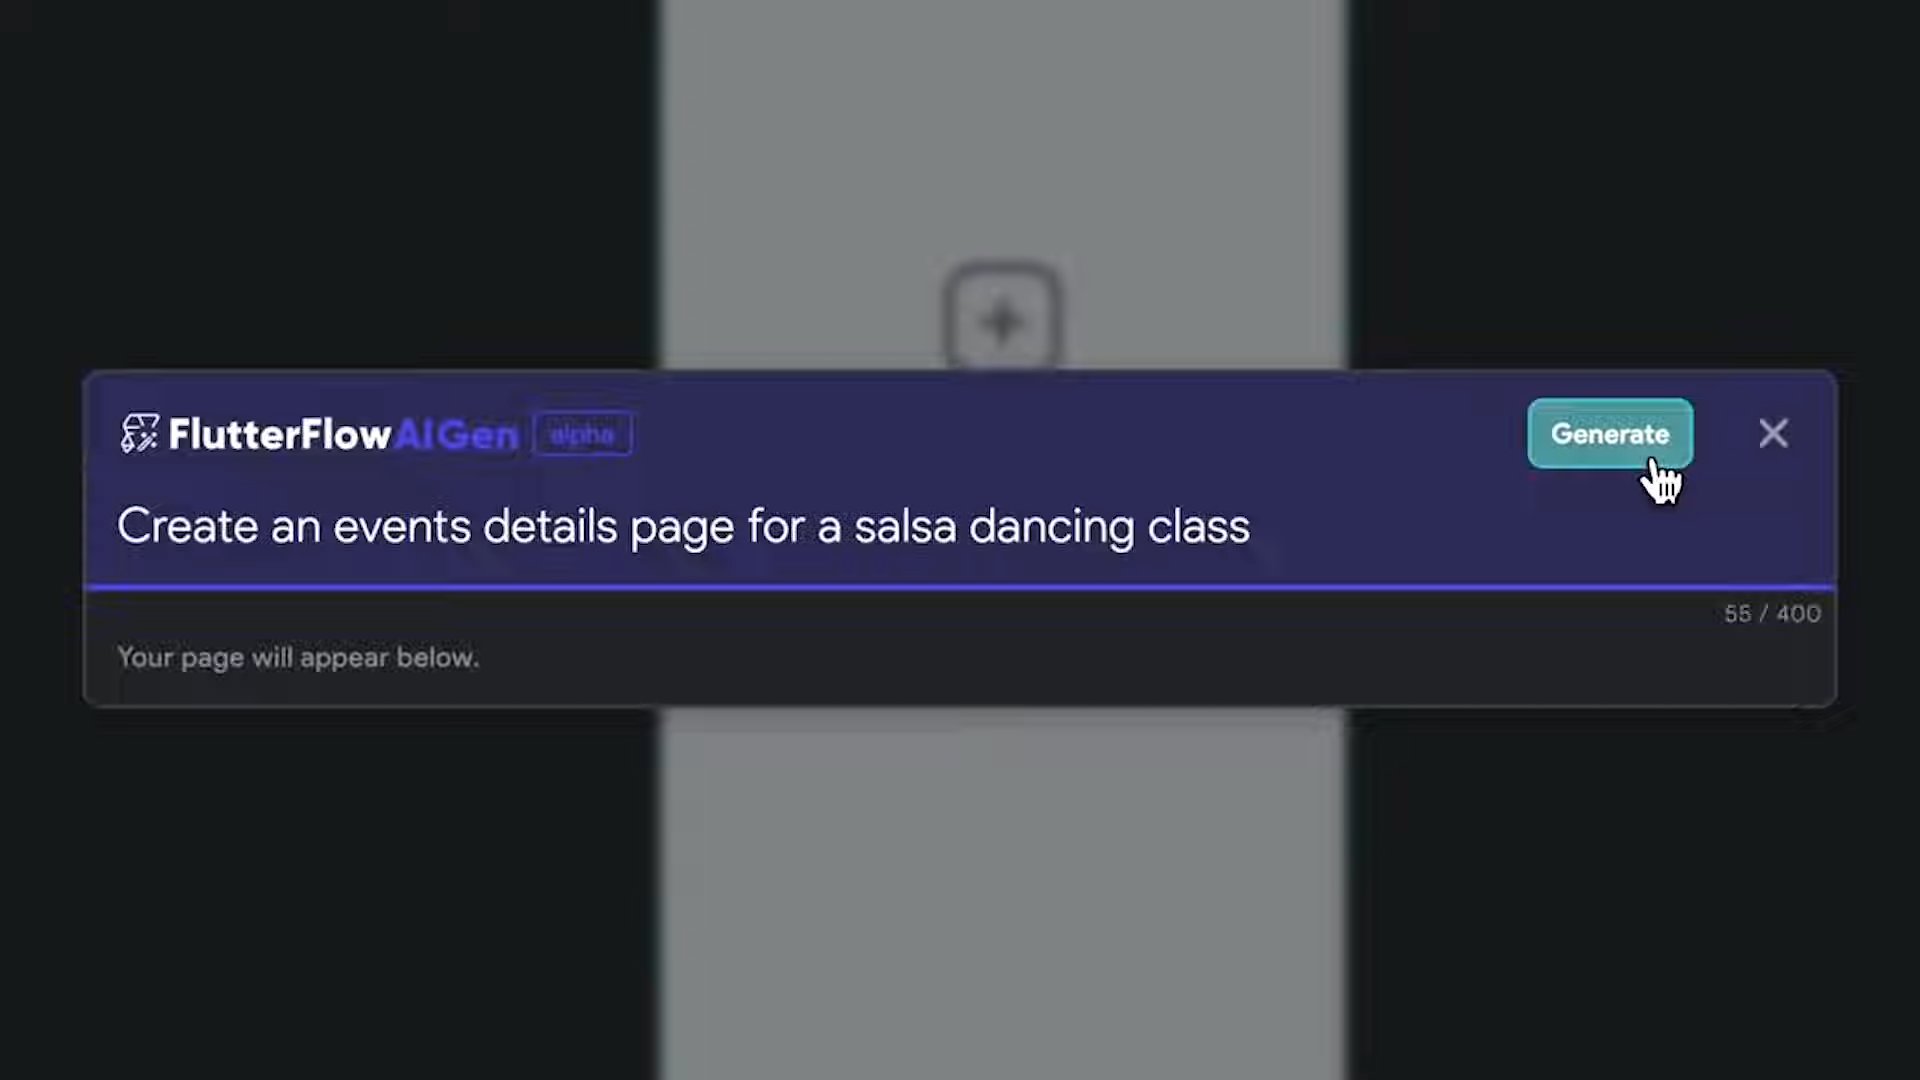 FlutterFlowAIGen alpha
Generate
Create an events details page for a salsa dancing class
55 / 400
Your page will appear below.